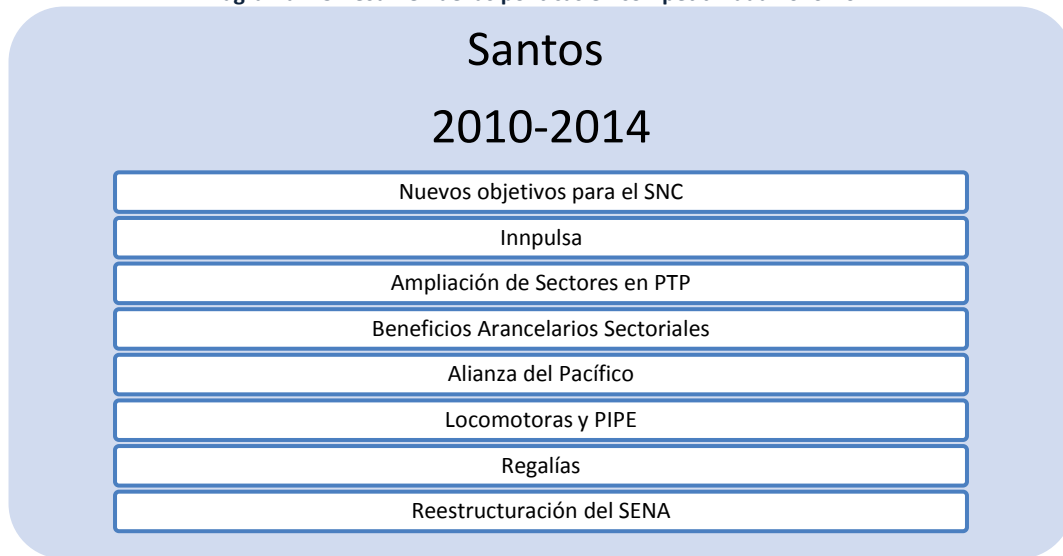 Santos
2010-2014
Nuevos objetivos para el SNC
Innpulsa
Ampliación de Sectores en PTP
Beneficios Arancelarios Sectoriales
Alianza del Pacífico
Locomotoras y PIPE
Regalías
Reestructuración del SENA